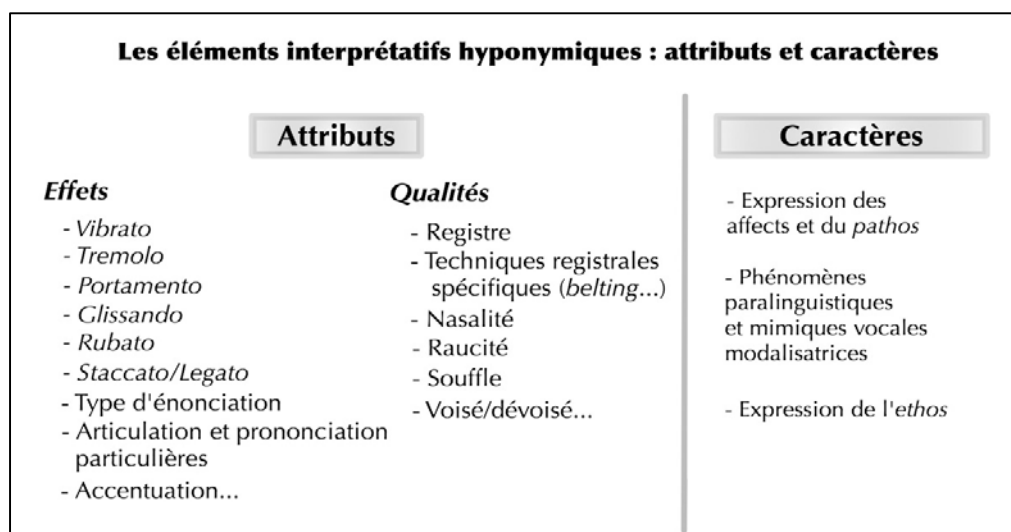 Les éléments interprétatifs hyponymiques : attributs et caractères
Attributs
Effets
- Vibrato
- Tremolo
- Portamento
- Glissando
- Rubato
- Staccato/Legato
- Type d'énonciation
- Articulation et prononciation
particulières
- Accentuation...
Qualités
- Registre
- Techniques registrales
spécifiques (belting...)
- Nasalité
- Raucité
- Souffle
- Voisé/dévoisé...
Caractères
- Expression des
affects et du pathos
- Phénomènes
paralinguistiques
et mimiques vocales
modalisatrices
- Expression de l'ethos